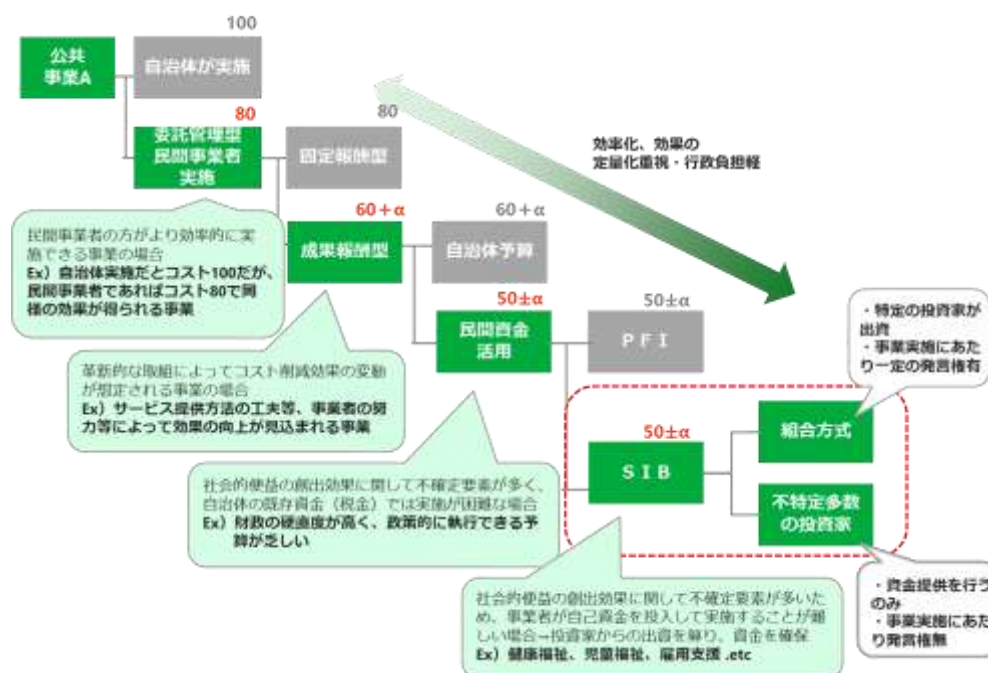 100
公共
事業A
自治体が実施
80
委託管理型
民間事業者
実施
80
固定報酬型
効率化、効果の
定量化重視・行政負担軽
民間事業者の方がより効率的に実
施できる事業の場合
Ex）自治体実施だとコスト100だが、
民間事業者であればコスト80で同
様の効果が得られる事業
60＋α
成果報酬型
60＋α
自治体予算
50±α
民間資金
活用
50±α
ＰＦＩ
・特定の投資家が
出資
・事業実施にあた
り一定の発言権有
革新的な取組によってコスト削減効果の変動
が想定される事業の場合
Ex）サービス提供方法の工夫等、事業者の努
力等によって効果の向上が見込まれる事業
50±α
ＳＩＢ
組合方式
不特定多数
の投資家
社会的便益の創出効果に関して不確定要素が多く、
自治体の既存資金（税金）では実施が困難な場合
Ex）財政の硬直度が高く、政策的に執行できる予
算が乏しい
・資金提供を行う
のみ
・事業実施にあた
り発言権無
社会的便益の創出効果に関して不確定要素が多いた
め、事業者が自己資金を投入して実施することが難
しい場合→投資家からの出資を募り、資金を確保
Ex）健康福祉、児童福祉、雇用支援 .etc